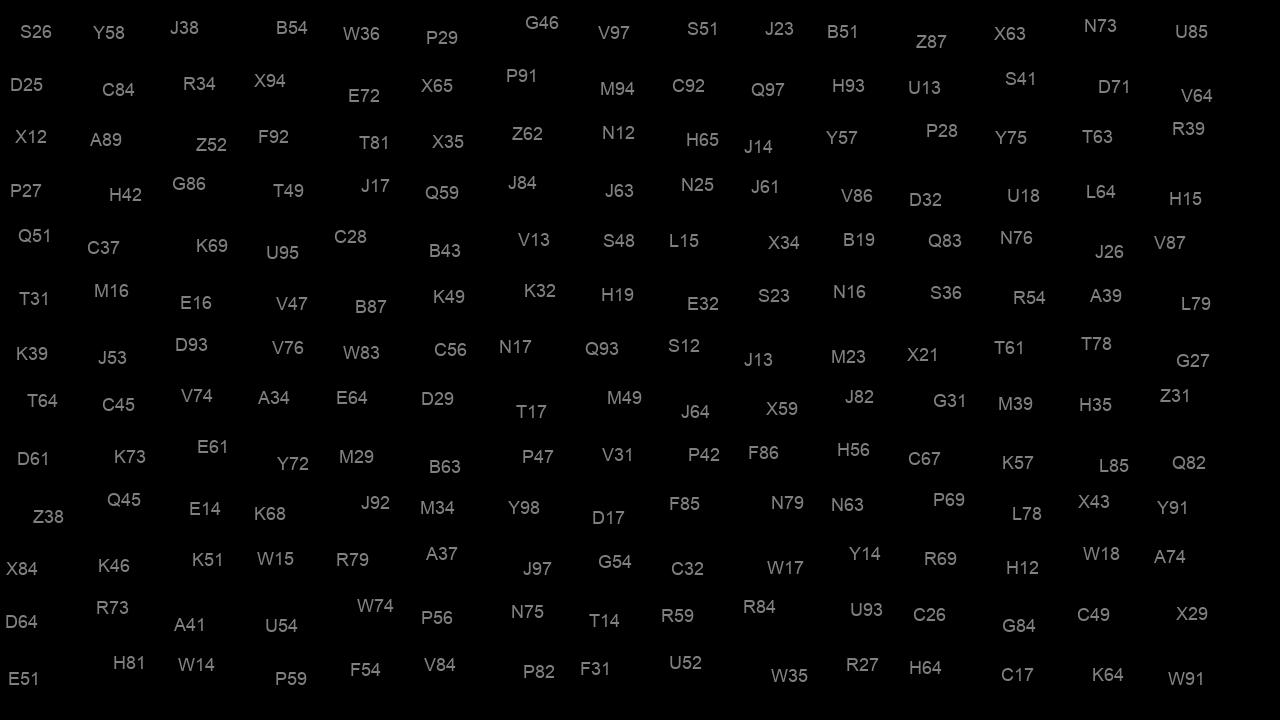 S26 Y58 J38 B54 W36 P29 G46 V97 S51 J23 B51 Z87 X63 N73 U85
D25 C84 R34 X94 E72 X65 P91 M94 C92 Q97 H93 U13 S41 D71 V64
X12 A89 Z52 F92 T81 X35 Z62 N12 H65 J14 Y57 P28 Y75 T63 R39
P27 H42 G86 T49 J17 Q59 J84 J63 N25 J61 V86 D32 U18 L64 H15
Q51 C37 K69 U95 C28 B43 V13 S48 L15 X34 B19 Q83 N76 J26 V87
T31 M16 E16 V47 B87 K49 K32 H19 E32 S23 N16 S36 R54 A39 L79
K39 J53 D93 V76 W83 C56 N17 Q93 S12 J13 M23 X21 T61 T78 G27
T64 C45 V74 A34 E64 D29 T17 M49 J64 X59 J82 G31 M39 H35 Z31
D61 K73 E61 Y72 M29 B63 P47 V31 P42 F86 H56 C67 K57 L85 Q82
Z38 Q45 E14 K68 J92 M34 Y98 D17 F85 N79 N63 P69 L78 X43 Y91
X84 K46 K51 W15 R79 A37 J97 G54 C32 W17 Y14 R69 H12 W18 A74
D64 R73 A41 U54 W74 P56 N75 T14 R59 R84 U93 C26 G84 C49 X29
E51 H81 W14 P59 F54 V84 P82 F31 U52 W35 R27 H64 C17 K64 W91